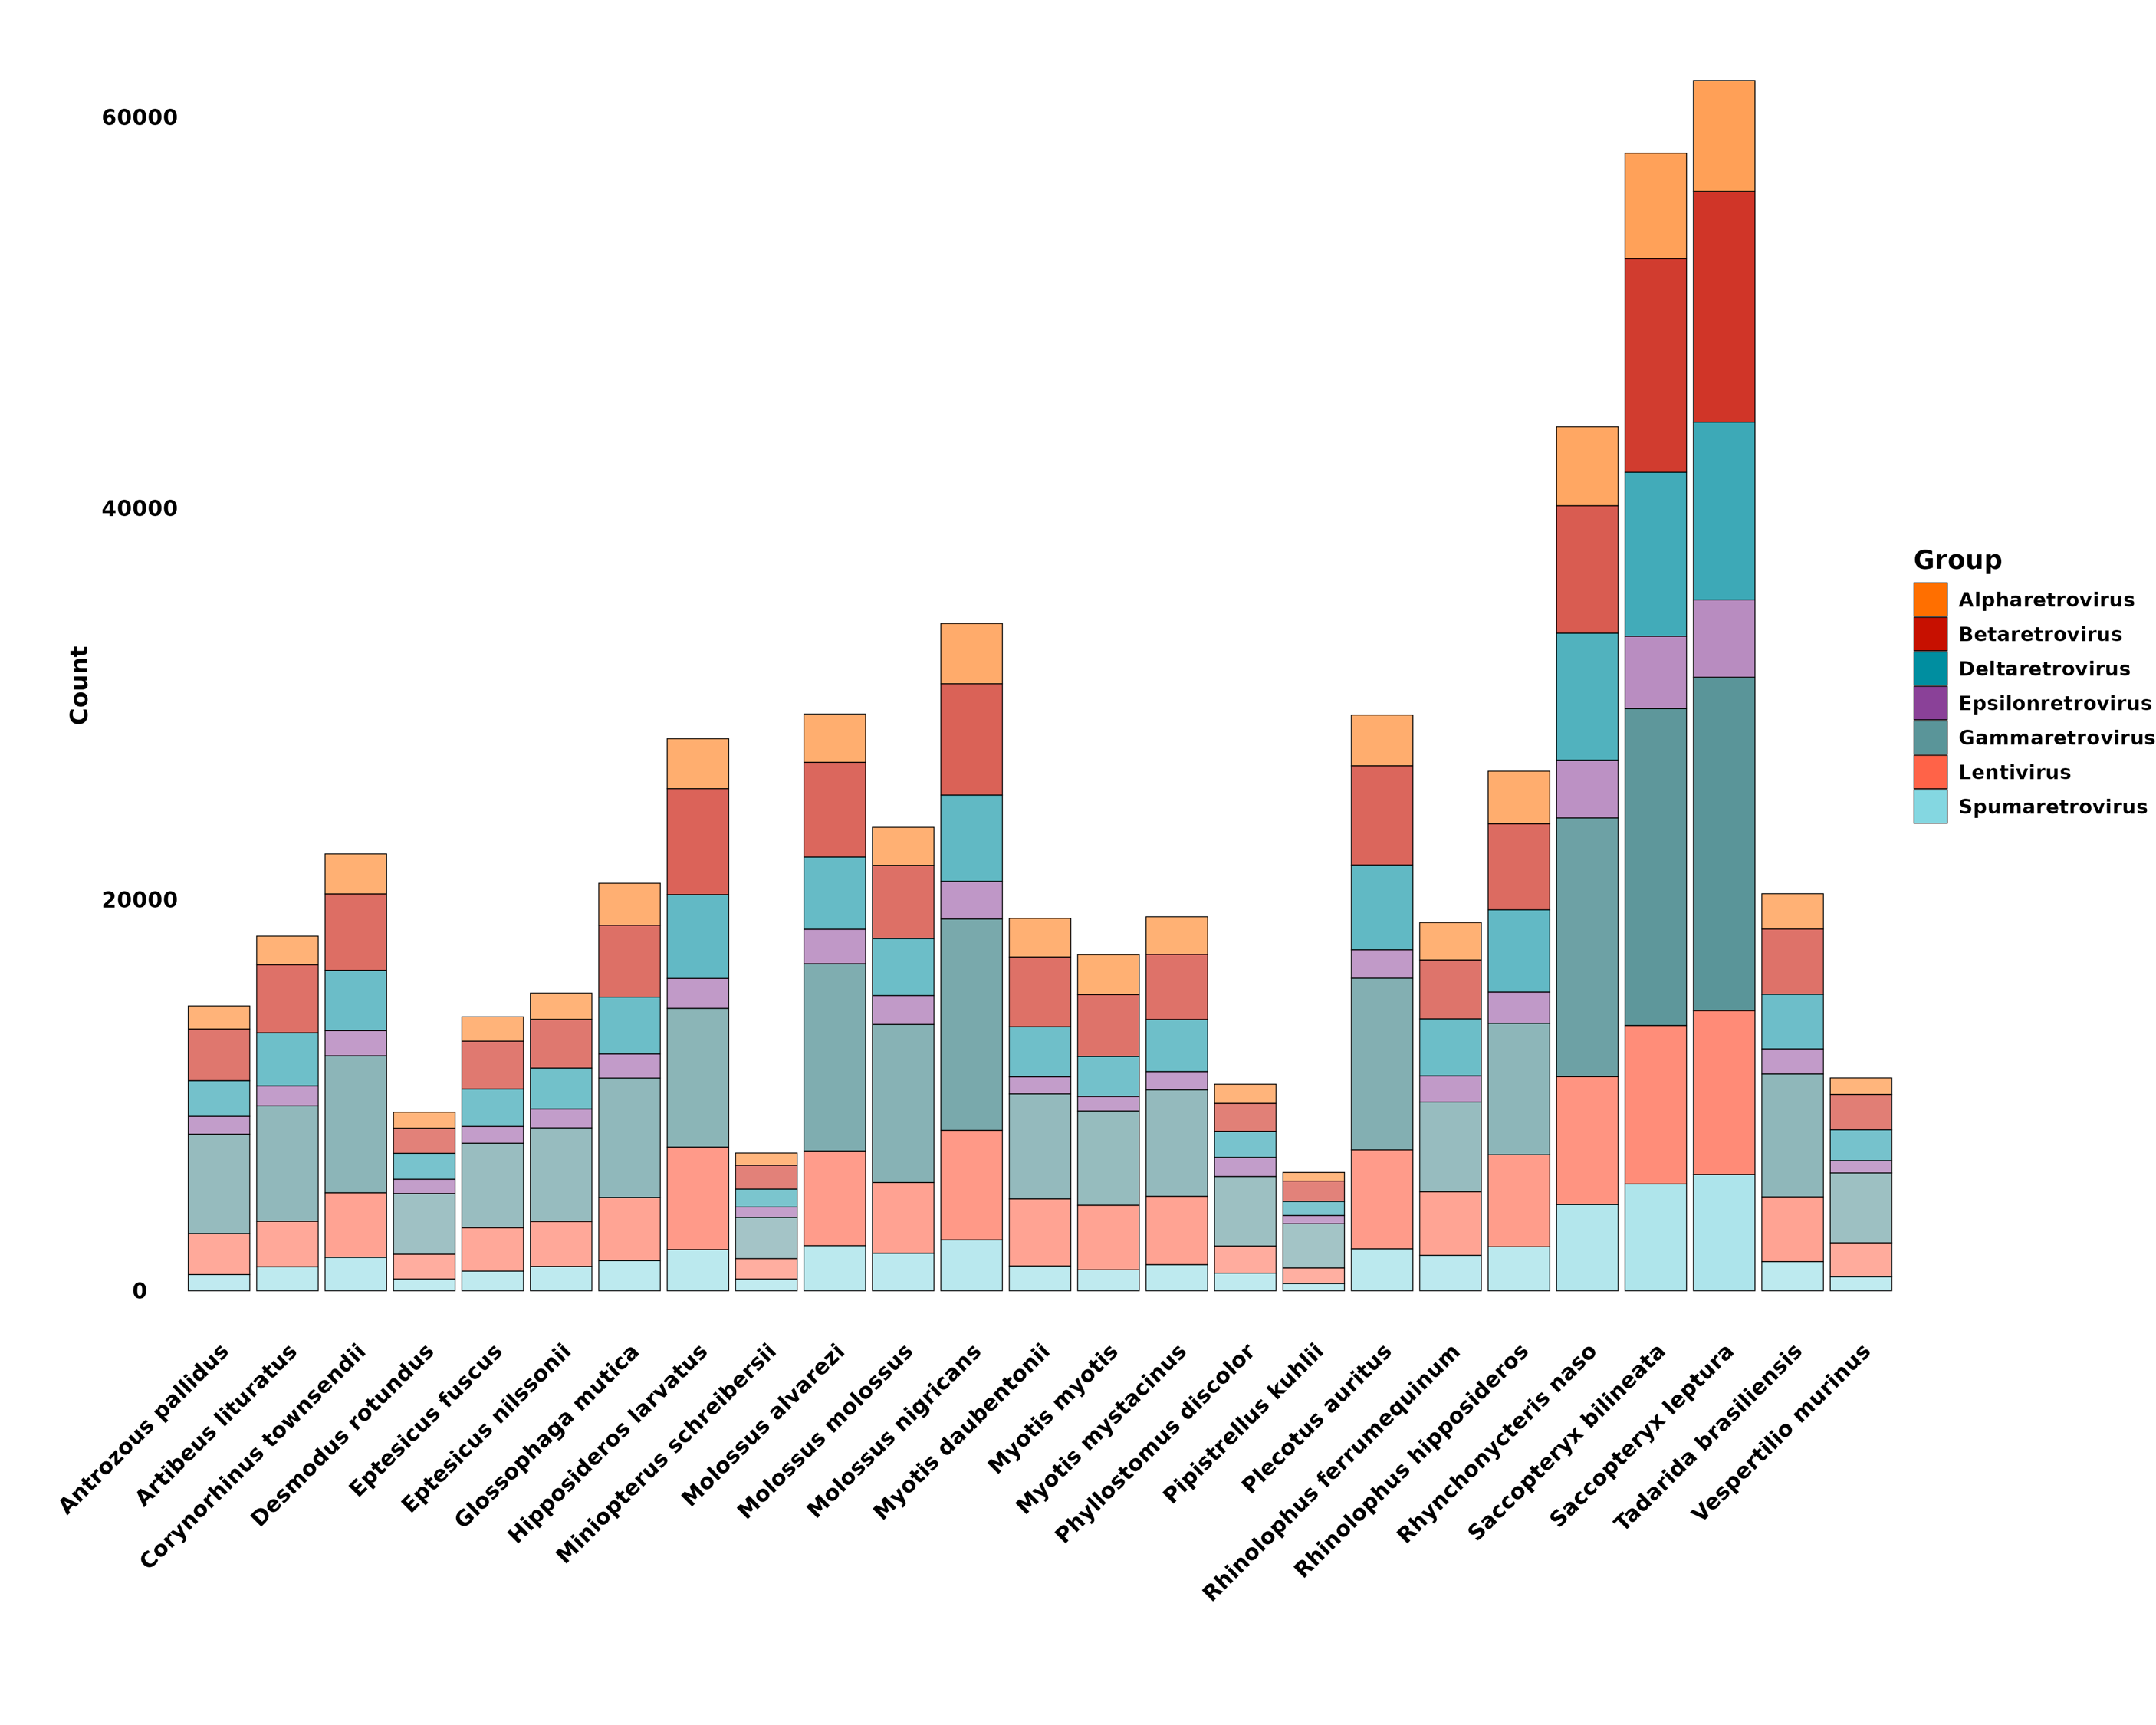 60000
40000
20000
0
Count
Group
Alpharetrovirus
Betaretrovirus
Deltaretrovirus
Epsilonretrovirus
Gammaretrovirus
Lentivirus
Spumaretrovirus
Antrozous pallidus
Artibeus lituratus
Corynorhinus townsendii
Desmodus rotundus
Eptesicus fuscus
Eptesicus nilssonii
Glossophaga mutica
Hipposideros larvatus
Miniopterus schreibersii
Molossus alvarezi
Molossus molossus
Molossus nigricans
Myotis daubentonii
Myotis myotis
Myotis mystacinus
Phyllostomus discolor
Pipistrellus kuhlii
Plecotus auritus
Rhinolophus ferrumequinum
Rhinolophus hipposideros
Rhynchonycteris naso
Saccopteryx bilineata
Saccopteryx leptura
Tadarida brasiliensis
Vespertilio murinus